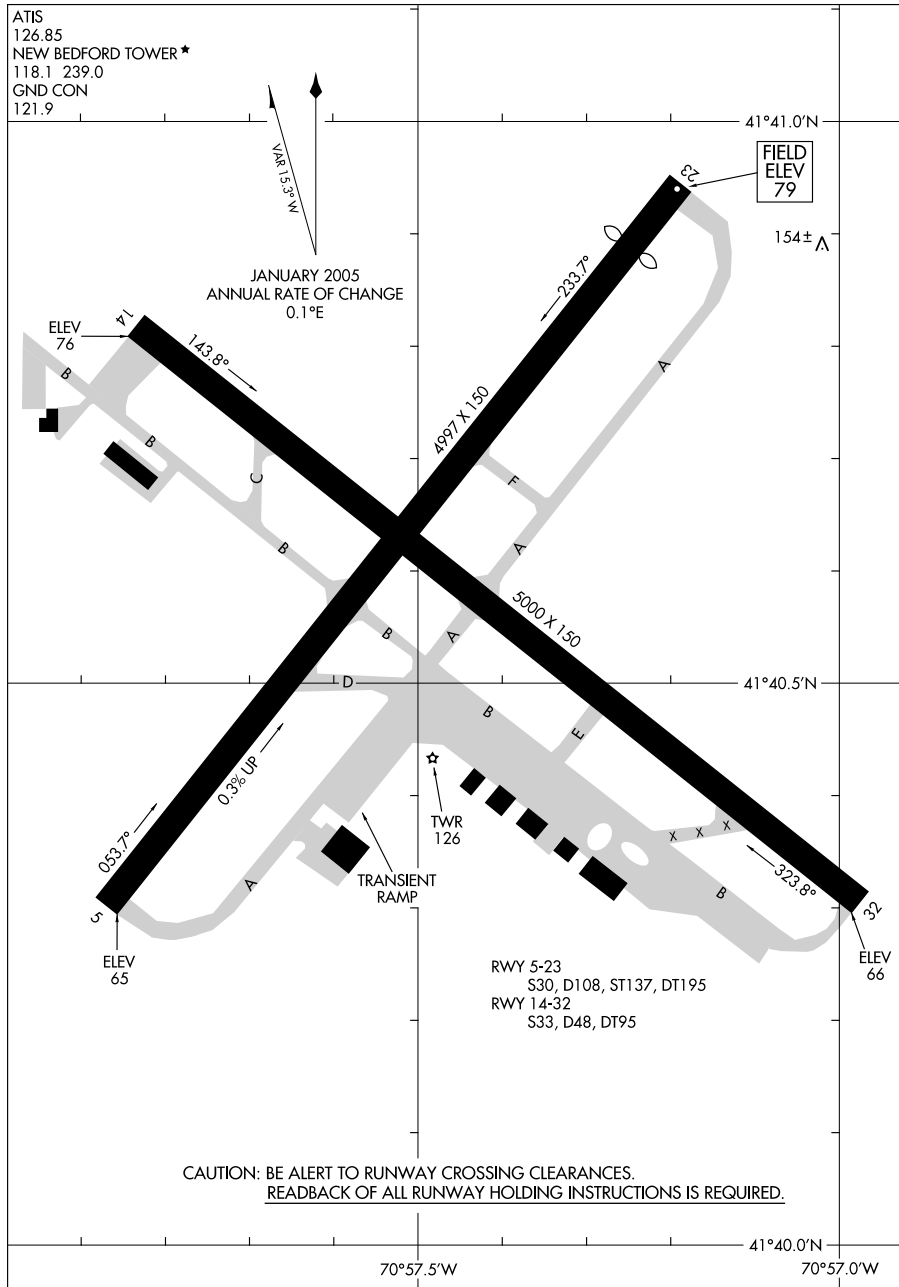 ATIS
126.85
NEW BEDFORD TOWER★
118.1 239.0
GND CON
121.9
VAR 15.3° W
JANUARY 2005
ANNUAL RATE OF CHANGE
0.1°E
41°41.0'N
FIELD
ELEV
79
23
154±
233.7°
14
ELEV
76
143.8°
B
A
4997 X 150
B
C
F
B
A
5000 X 150
B
A
D
41°40.5'N
B
E
0.3% UP
TWR
126
X X X
053.7°
TRANSIENT
RAMP
A
323.8°
B
5
32
ELEV
65
ELEV
66
RWY 5-23
S30, D108, ST137, DT195
RWY 14-32
S33, D48, DT95
CAUTION: BE ALERT TO RUNWAY CROSSING CLEARANCES.
READBACK OF ALL RUNWAY HOLDING INSTRUCTIONS IS REQUIRED.
41°40.0'N
70°57.5'W
70°57.0'W